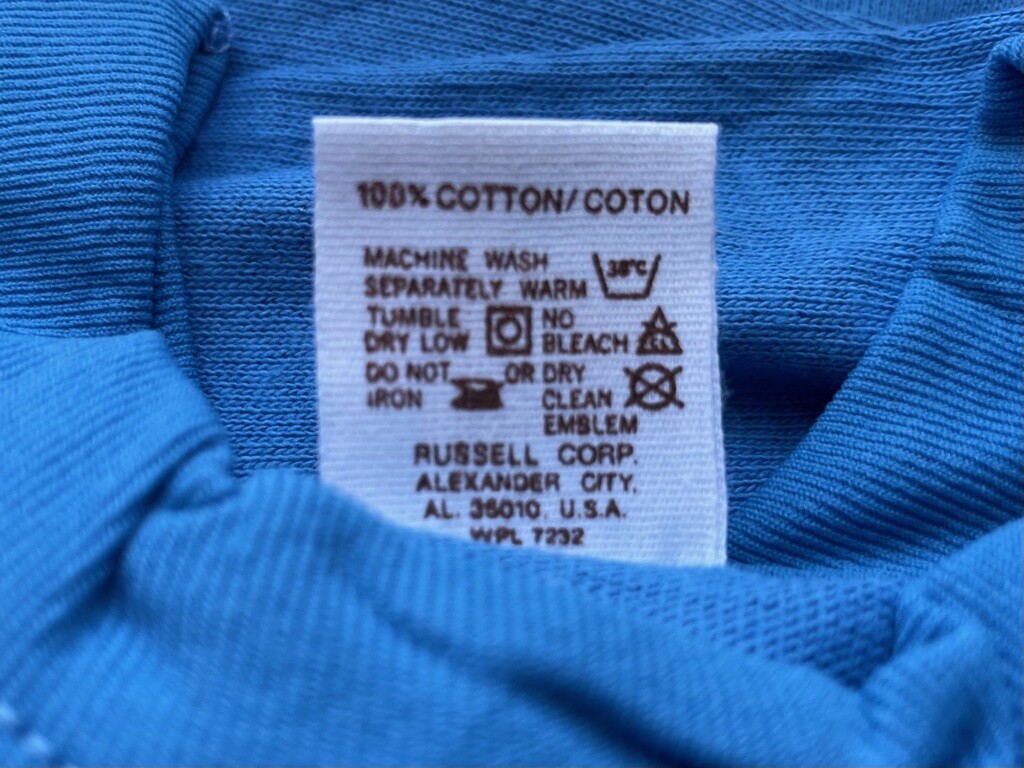 100% COTTON/COTON
MACHINE WASH
SEPARATELY WARM 38°C
TUMBLE DRY LOW
NO BLEACH
DO NOT IRON
OR DRY CLEAN EMBLEM
RUSSELL CORP.
ALEXANDER CITY,
AL. 35010, U.S.A.
WPL 7232